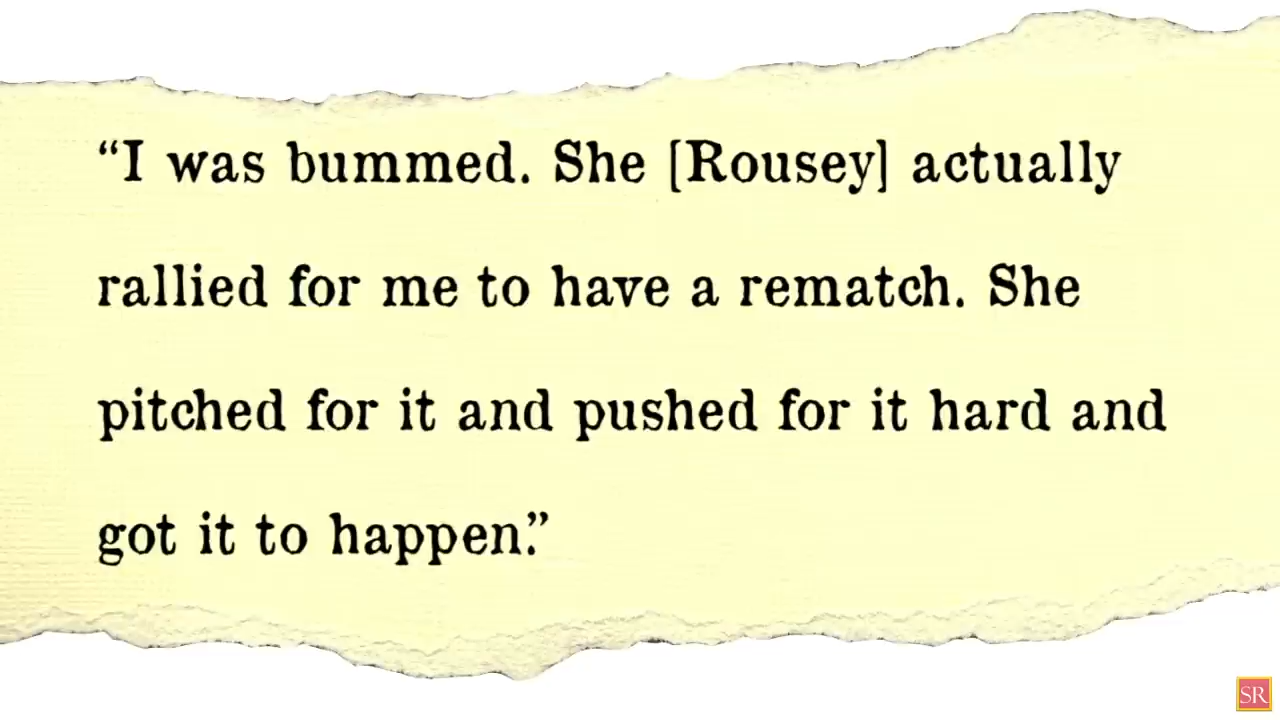 “I was bummed. She [Rousey] actually
rallied for me to have a rematch. She
pitched for it and pushed for it hard and
got it to happen.”
SR